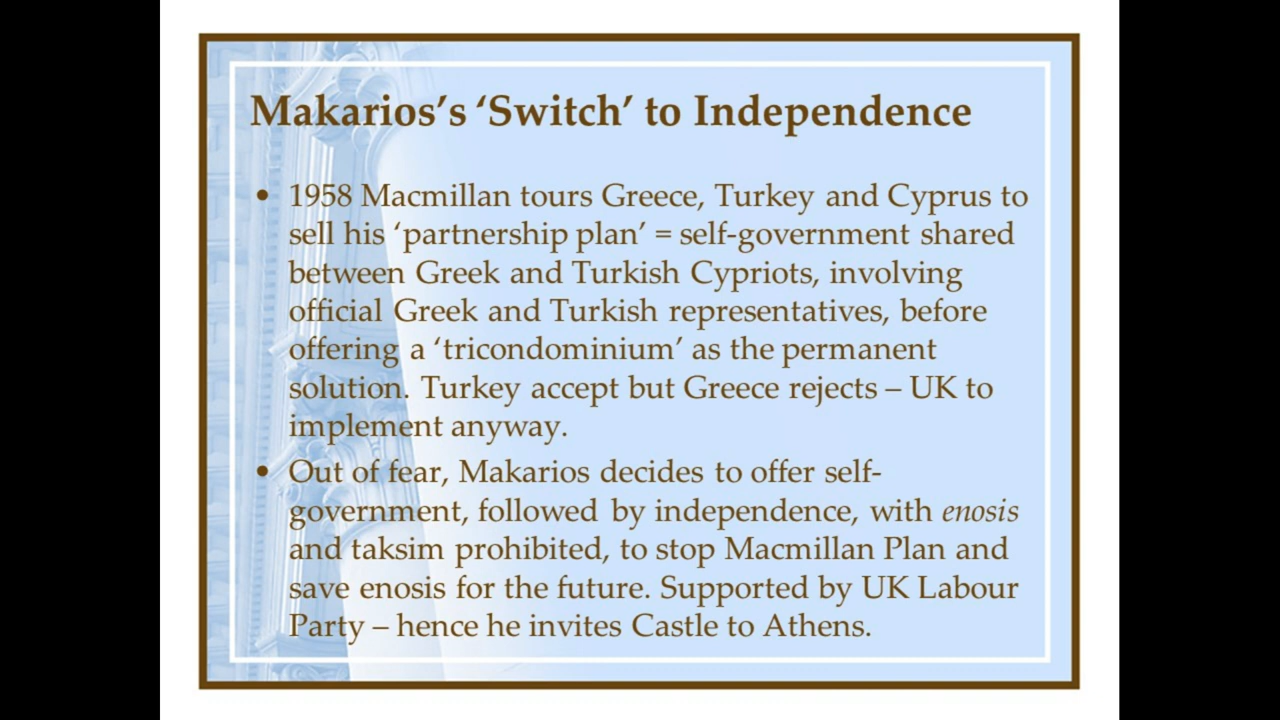 Makarios’s ‘Switch’ to Independence
• 1958 Macmillan tours Greece, Turkey and Cyprus to
sell his ‘partnership plan’ = self-government shared
between Greek and Turkish Cypriots, involving
official Greek and Turkish representatives, before
offering a ‘tricondominium’ as the permanent
solution. Turkey accept but Greece rejects – UK to
implement anyway.
• Out of fear, Makarios decides to offer self-
government, followed by independence, with enosis
and taksim prohibited, to stop Macmillan Plan and
save enosis for the future. Supported by UK Labour
Party – hence he invites Castle to Athens.